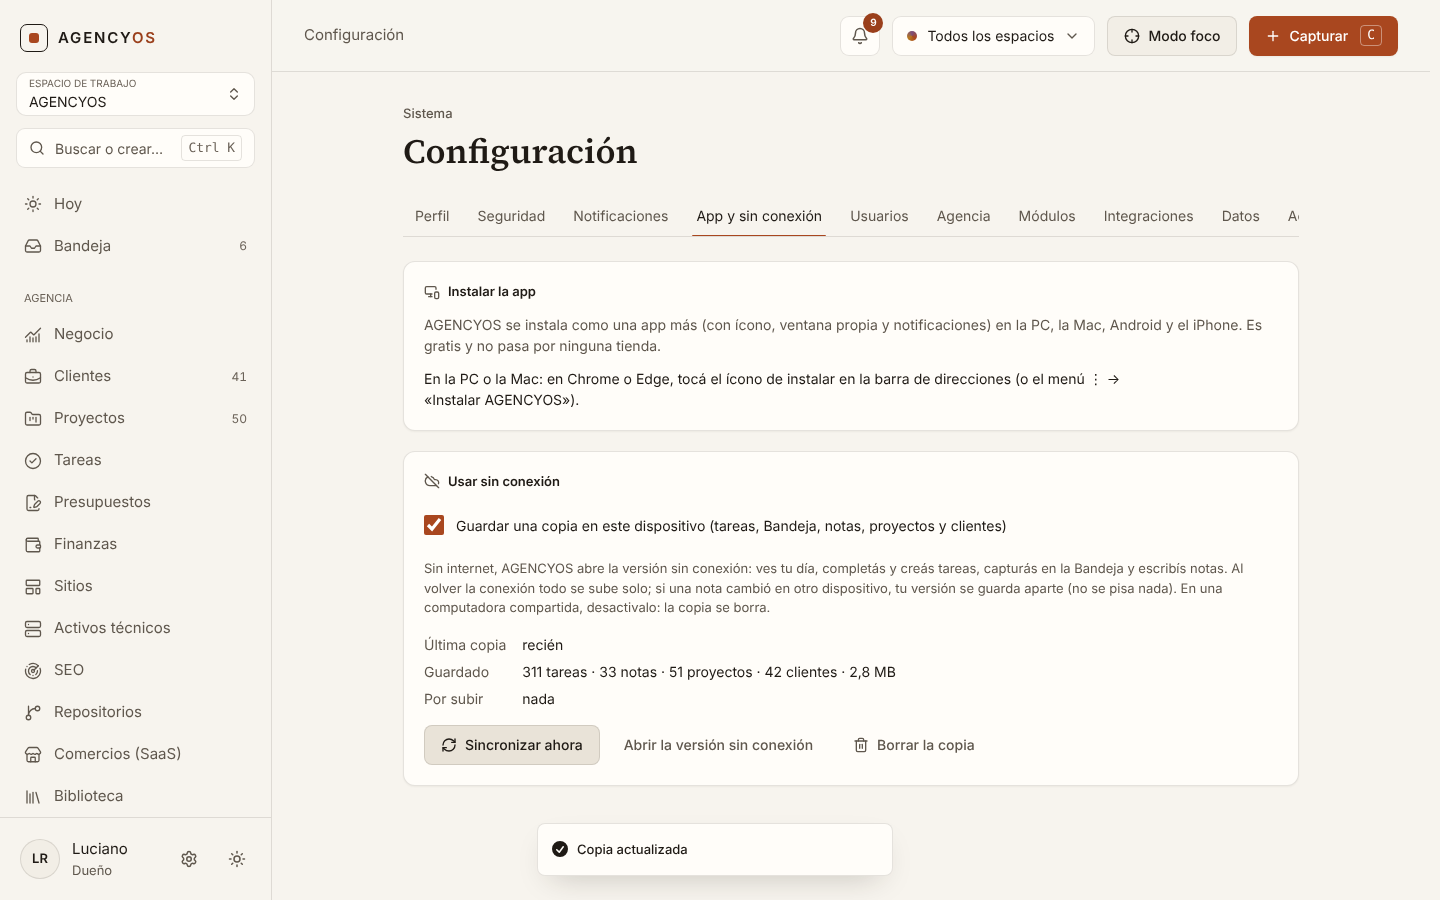 AGENCYOS
ESPACIO DE TRABAJO
AGENCYOS
Buscar o crear... Ctrl K
Hoy
Bandeja 6
AGENCIA
Negocio
Clientes 41
Proyectos 50
Tareas
Presupuestos
Finanzas
Sitios
Activos técnicos
SEO
Repositorios
Comercios (SaaS)
Biblioteca
LR
Luciano
Dueño
Configuración
9
Todos los espacios
Modo foco
Capturar C
Sistema
Configuración
Perfil Seguridad Notificaciones App y sin conexión Usuarios Agencia Módulos Integraciones Datos
Instalar la app
AGENCYOS se instala como una app más (con ícono, ventana propia y notificaciones) en la PC, la Mac, Android y el iPhone. Es
gratis y no pasa por ninguna tienda.
En la PC o la Mac: en Chrome o Edge, tocá el ícono de instalar en la barra de direcciones (o el menú ⋮ →
«Instalar AGENCYOS»).
Usar sin conexión
Guardar una copia en este dispositivo (tareas, Bandeja, notas, proyectos y clientes)
Sin internet, AGENCYOS abre la versión sin conexión: ves tu día, completás y creás tareas, capturás en la Bandeja y escribís notas. Al
volver la conexión todo se sube solo; si una nota cambió en otro dispositivo, tu versión se guarda aparte (no se pisa nada). En una
computadora compartida, desactivalo: la copia se borra.
Última copia recién
Guardado 311 tareas · 33 notas · 51 proyectos · 42 clientes · 2,8 MB
Por subir nada
Sincronizar ahora Abrir la versión sin conexión Borrar la copia
Copia actualizada